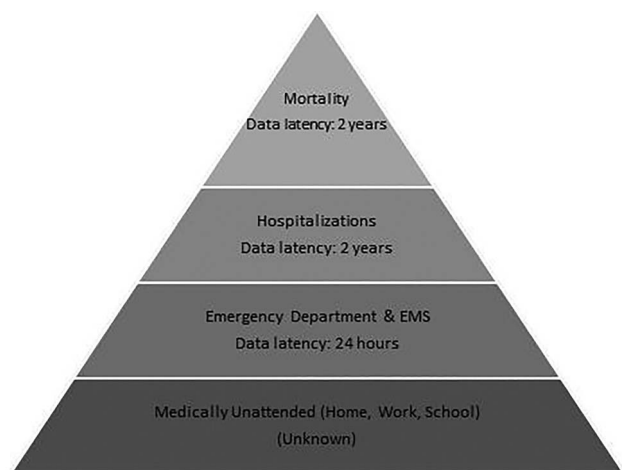 Mortality
Data latency: 2 years
Hospitalizations
Data latency: 2 years
Emergency Department & EMS
Data latency: 24 hours
Medically Unattended (Home, Work, School)
(Unknown)